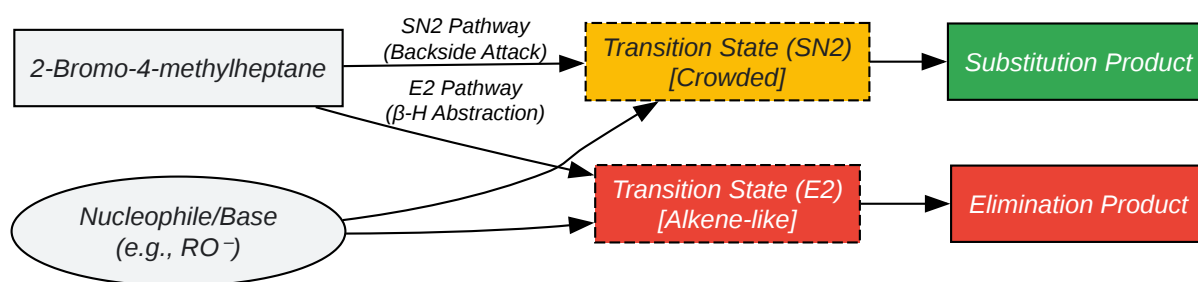 2-Bromo-4-methylheptane
SN2 Pathway
(Backside Attack)
E2 Pathway
(β-H Abstraction)
Transition State (SN2)
[Crowded]
Substitution Product
Nucleophile/Base
(e.g., RO⁻)
Transition State (E2)
[Alkene-like]
Elimination Product